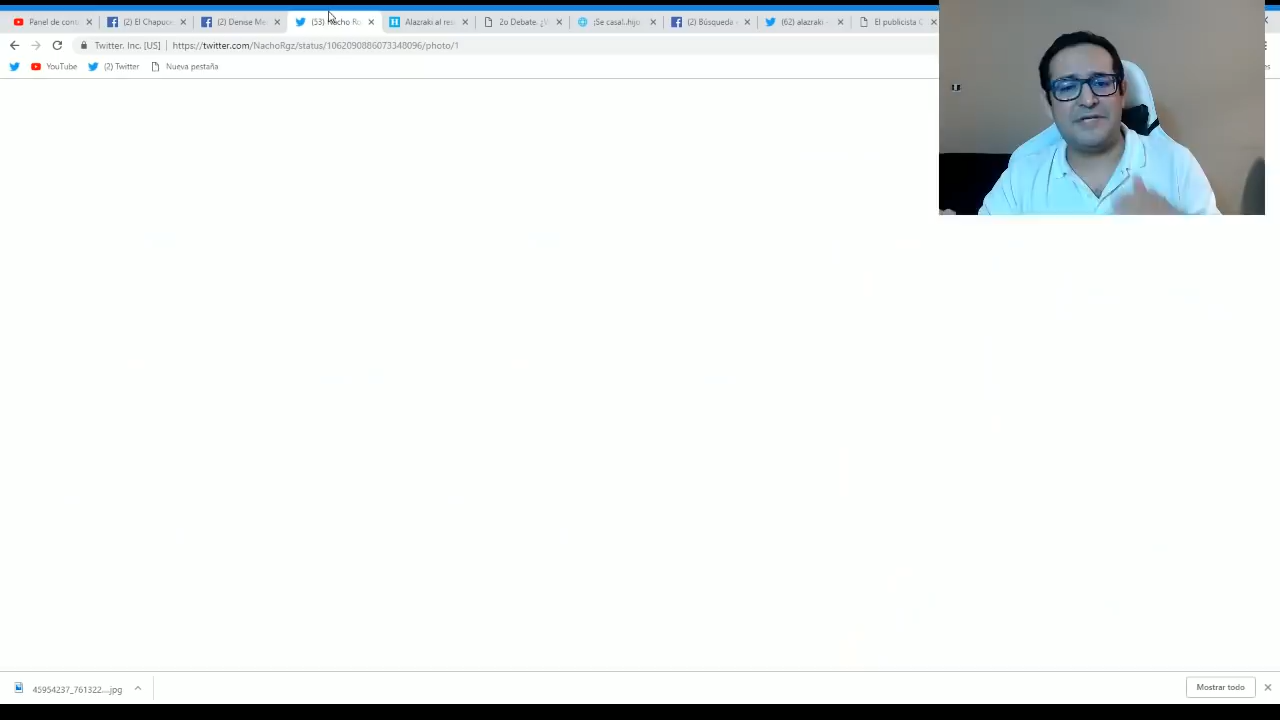 Panel de cont
(2) El Chapuce
(2) Denise Me
(53) Nacho Ro
Alazraki al res
2o Debate. ¿V
¡Se casa!..hijo
(2) Búsqueda
(62) alazraki -
El publicista C
Twitter, Inc. [US] https://twitter.com/NachoRgz/status/1062090886073348096/photo/1
YouTube
(2) Twitter
Nueva pestaña
45954237_761322....jpg
Mostrar todo